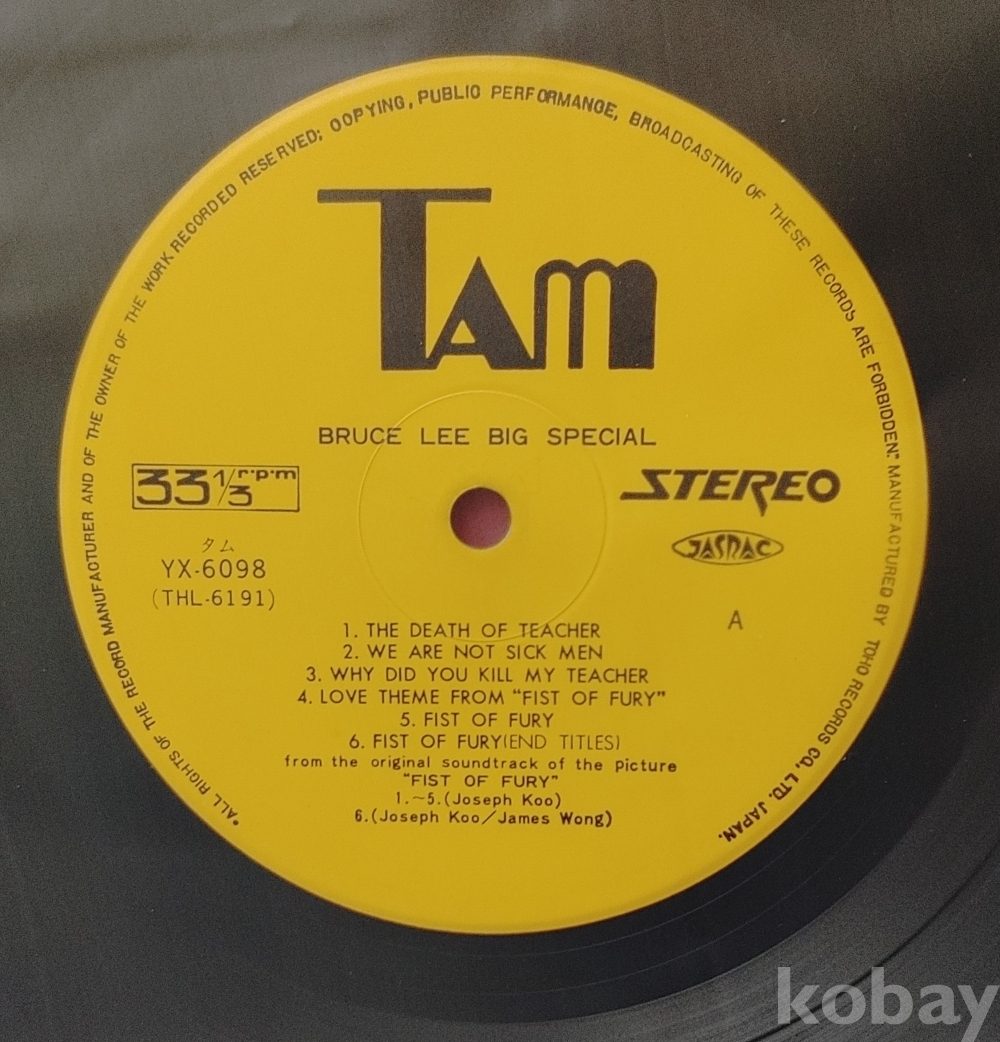 "ALL RIGHTS OF THE RECORD MANUFACTURER AND OF THE OWNER OF THE WORK RECORDED RESERVED; COPYING, PUBLIC PERFORMANCE, BROADCASTING OF THESE RECORDS ARE FORBIDDEN." MANUFACTURED BY TOHO RECORDS CO., LTD. JAPAN.
TAM
BRUCE LEE BIG SPECIAL
33 1/3 r·p·m
STEREO
JASRAC
タム
YX-6098
(THL-6191)
A
1. THE DEATH OF TEACHER
2. WE ARE NOT SICK MEN
3. WHY DID YOU KILL MY TEACHER
4. LOVE THEME FROM "FIST OF FURY"
5. FIST OF FURY
6. FIST OF FURY(END TITLES)
from the original soundtrack of the picture
"FIST OF FURY"
1.~5.(Joseph Koo)
6.(Joseph Koo/James Wong)
kobay